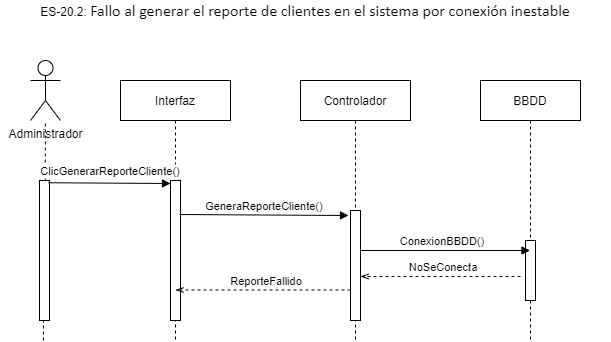 ES-20.2: Fallo al generar el reporte de clientes en el sistema por conexión inestable
Interfaz
Controlador
BBDD
Administrador
ClicGenerarReporteCliente()
GeneraReporteCliente()
ConexionBBDD()
NoSeConecta
ReporteFallido